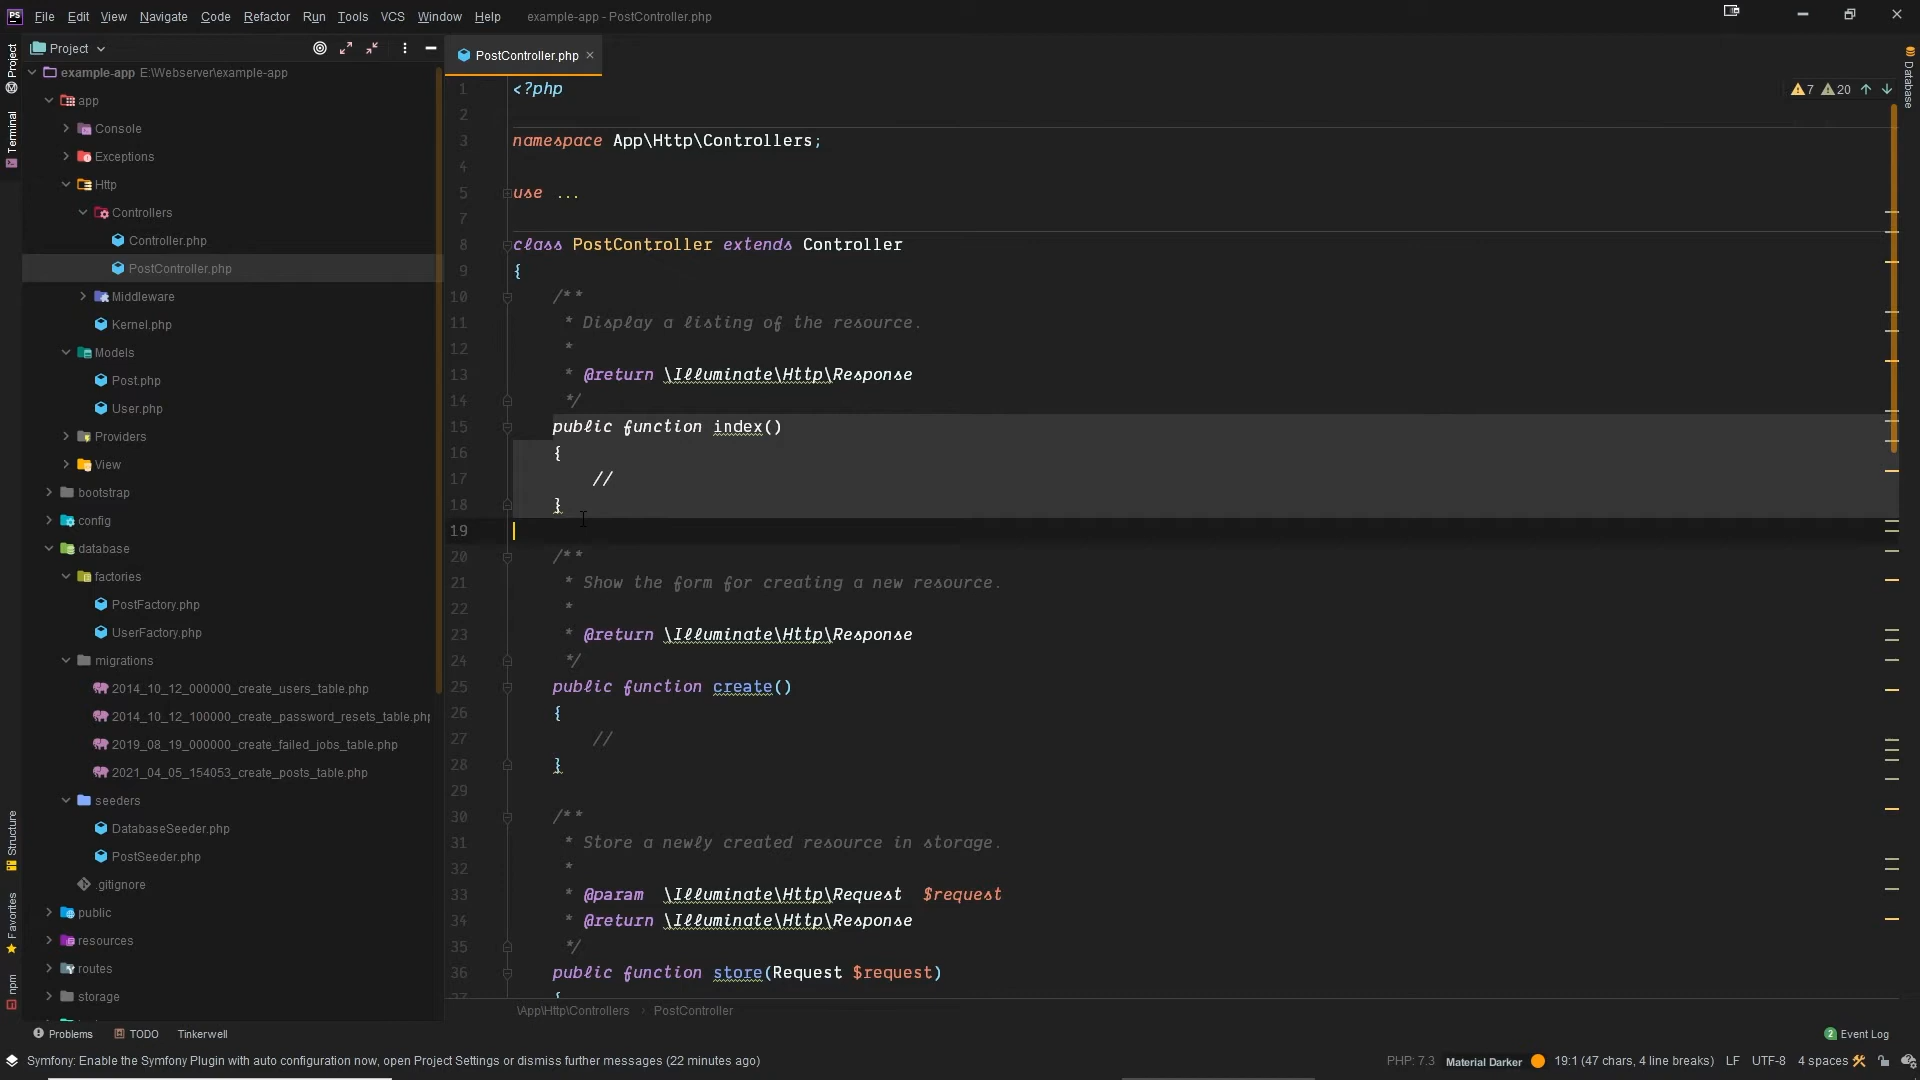 PS File Edit View Navigate Code Refactor Run Tools VCS Window Help example-app - PostController.php
Project
PostController.php
example-app E:\Webserver\example-app
app
Console
Exceptions
Http
Controllers
Controller.php
PostController.php
Middleware
Kernel.php
Models
Post.php
User.php
Providers
View
bootstrap
config
database
factories
PostFactory.php
UserFactory.php
migrations
2014_10_12_000000_create_users_table.php
2014_10_12_100000_create_password_resets_table.php
2019_08_19_000000_create_failed_jobs_table.php
2021_04_05_154053_create_posts_table.php
seeders
DatabaseSeeder.php
PostSeeder.php
.gitignore
public
resources
routes
storage
Project
Terminal
Structure
Favorites
npm
1 <?php
2
3 namespace App\Http\Controllers;
4
5 use ...
7
8 class PostController extends Controller
9 {
10 /**
11 * Display a listing of the resource.
12 *
13 * @return \Illuminate\Http\Response
14 */
15 public function index()
16 {
17 //
18 }
19
20 /**
21 * Show the form for creating a new resource.
22 *
23 * @return \Illuminate\Http\Response
24 */
25 public function create()
26 {
27 //
28 }
29
30 /**
31 * Store a newly created resource in storage.
32 *
33 * @param \Illuminate\Http\Request $request
34 * @return \Illuminate\Http\Response
35 */
36 public function store(Request $request)
37 {
7 20
Database
\App\Http\Controllers › PostController
Problems TODO Tinkerwell
2 Event Log
Symfony: Enable the Symfony Plugin with auto configuration now, open Project Settings or dismiss further messages (22 minutes ago)
PHP: 7.3 Material Darker 19:1 (47 chars, 4 line breaks) LF UTF-8 4 spaces